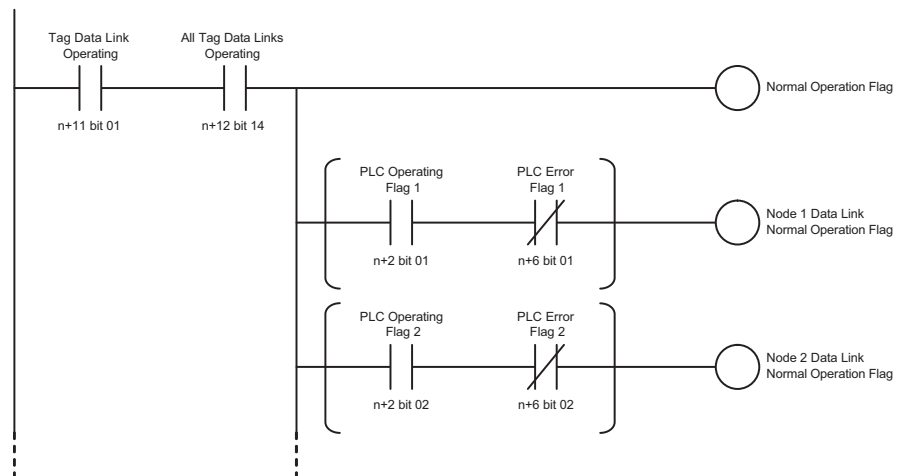 Tag Data Link
Operating
All Tag Data Links
Operating
n+11 bit 01
n+12 bit 14
Normal Operation Flag
PLC Operating
Flag 1
PLC Error
Flag 1
n+2 bit 01
n+6 bit 01
Node 1 Data Link
Normal Operation Flag
PLC Operating
Flag 2
PLC Error
Flag 2
n+2 bit 02
n+6 bit 02
Node 2 Data Link
Normal Operation Flag